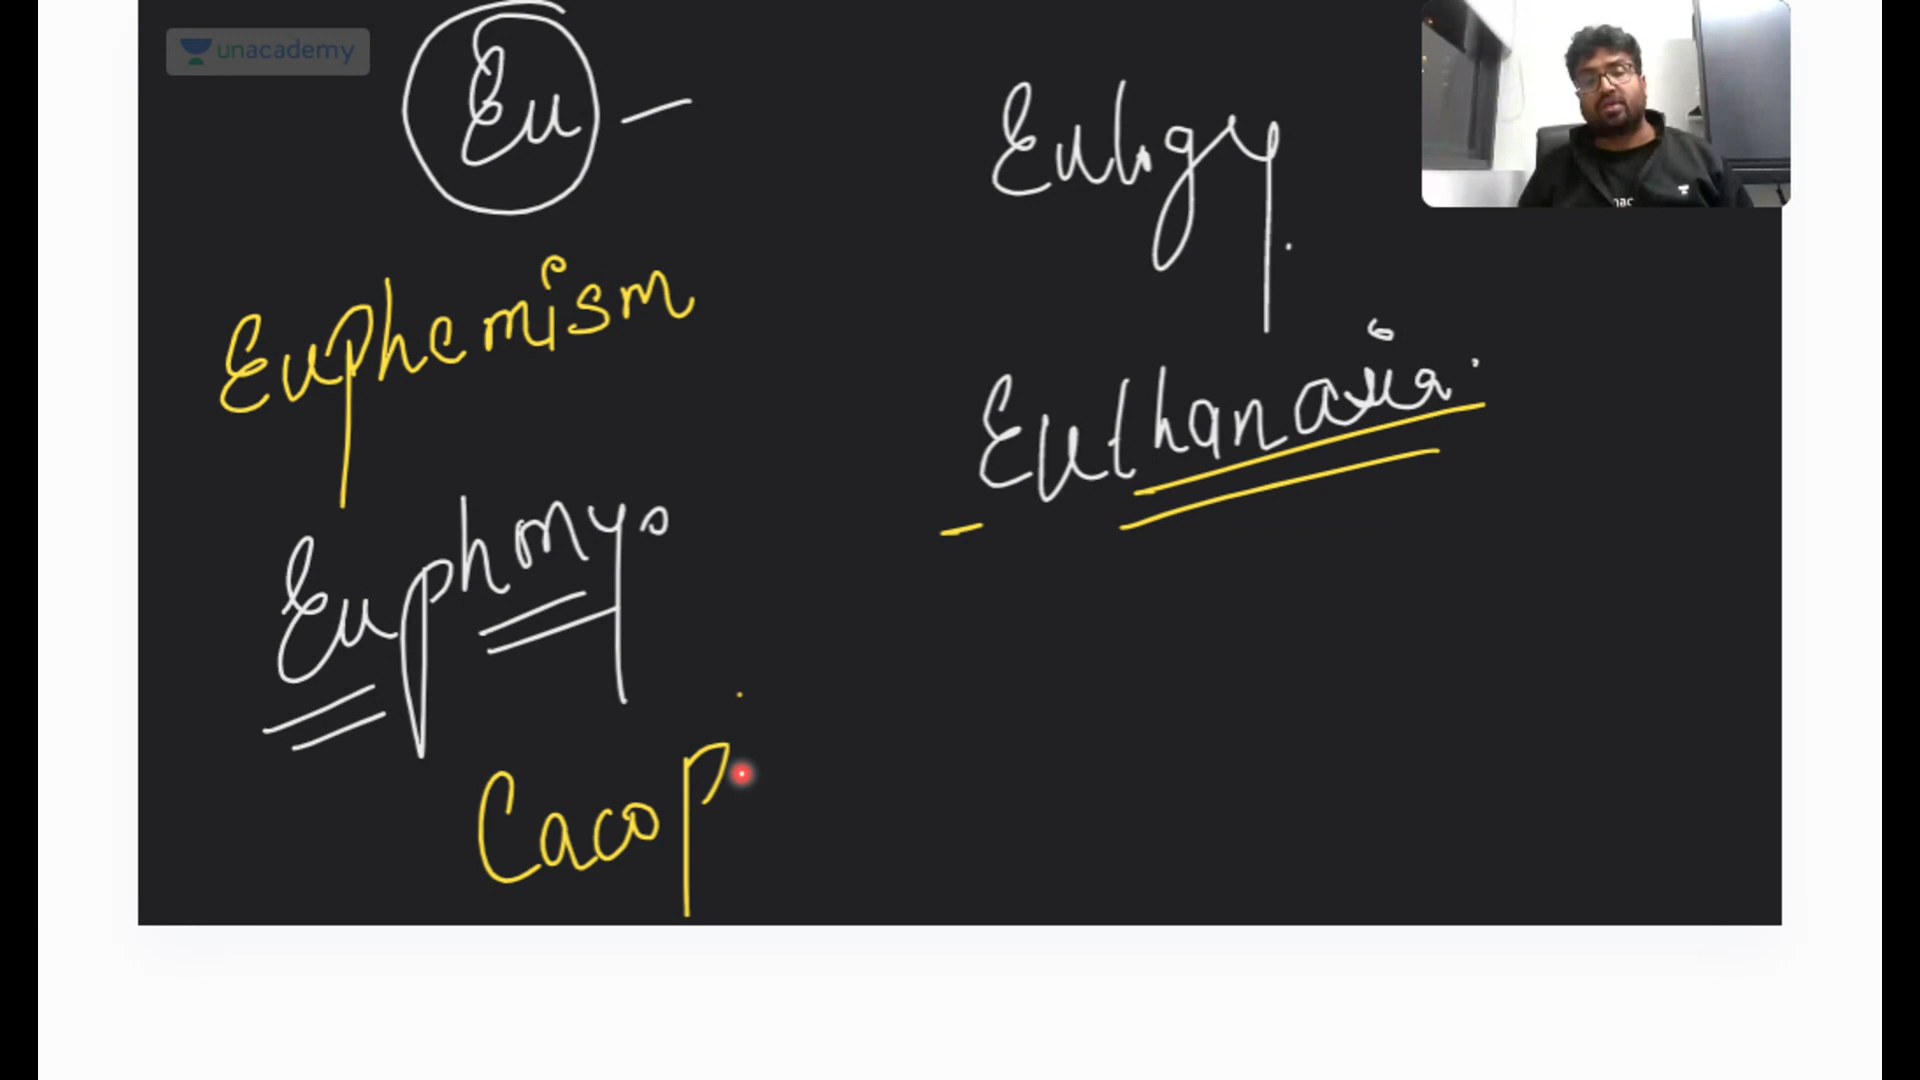 unacademy
Eu -
Eulogy.
Euphemism
Euthanasia.
Euphony.
Cacop